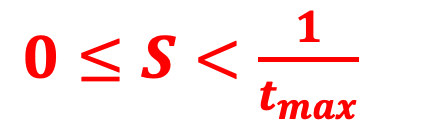 0 ≤ S < 1/t_max